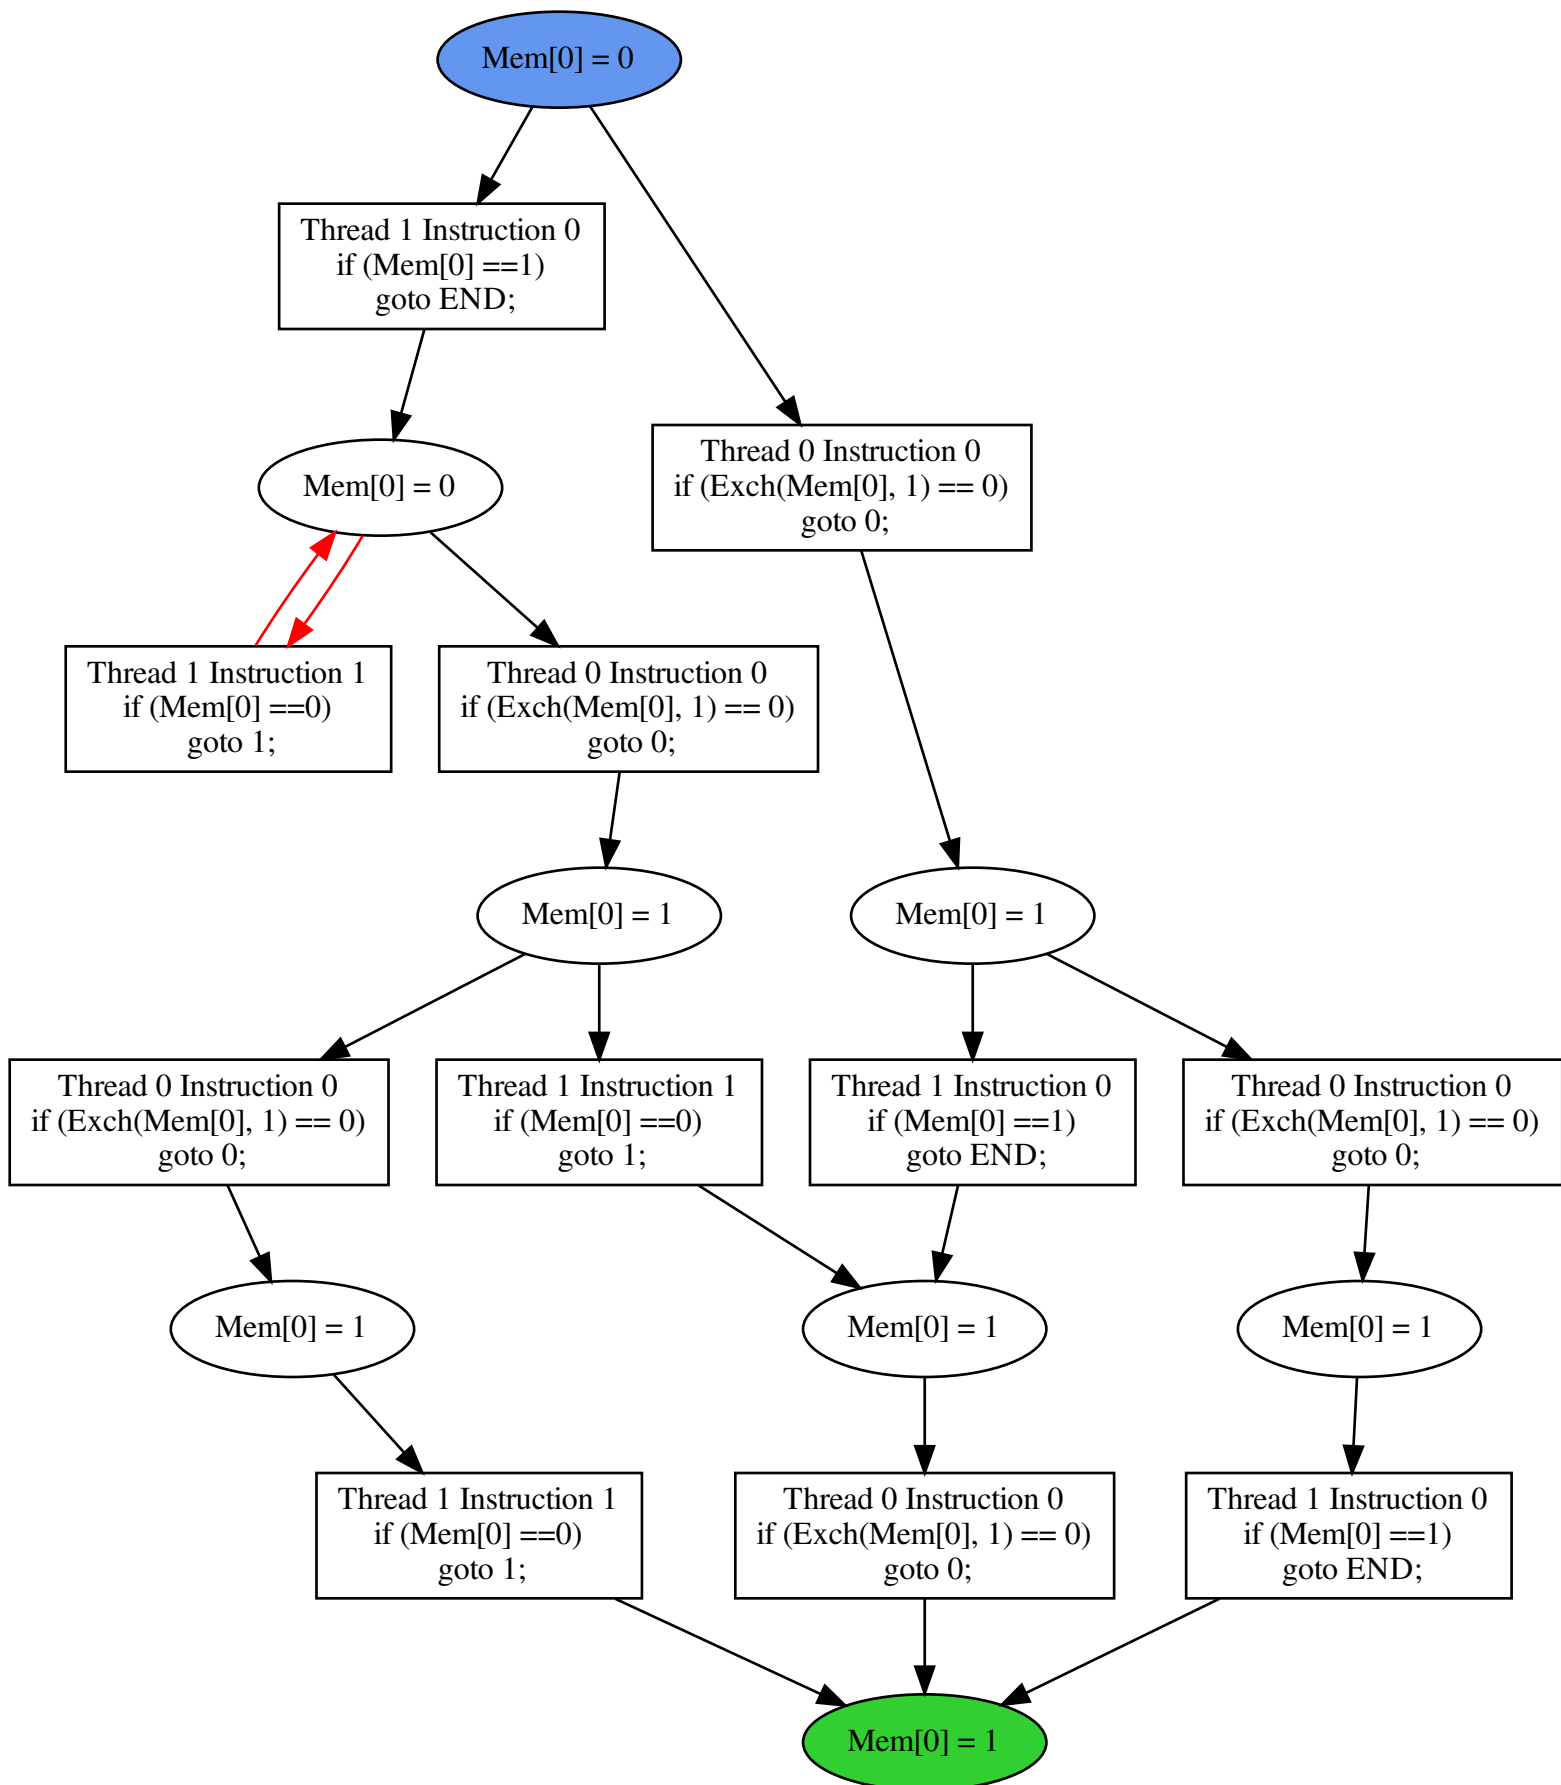 Mem[0] = 0
Thread 1 Instruction 0
if (Mem[0] ==1)
goto END;
Mem[0] = 0
Thread 0 Instruction 0
if (Exch(Mem[0], 1) == 0)
goto 0;
Thread 1 Instruction 1
if (Mem[0] ==0)
goto 1;
Thread 0 Instruction 0
if (Exch(Mem[0], 1) == 0)
goto 0;
Mem[0] = 1
Mem[0] = 1
Thread 0 Instruction 0
if (Exch(Mem[0], 1) == 0)
goto 0;
Thread 1 Instruction 1
if (Mem[0] ==0)
goto 1;
Thread 1 Instruction 0
if (Mem[0] ==1)
goto END;
Thread 0 Instruction 0
if (Exch(Mem[0], 1) == 0)
goto 0;
Mem[0] = 1
Mem[0] = 1
Mem[0] = 1
Thread 1 Instruction 1
if (Mem[0] ==0)
goto 1;
Thread 0 Instruction 0
if (Exch(Mem[0], 1) == 0)
goto 0;
Thread 1 Instruction 0
if (Mem[0] ==1)
goto END;
Mem[0] = 1